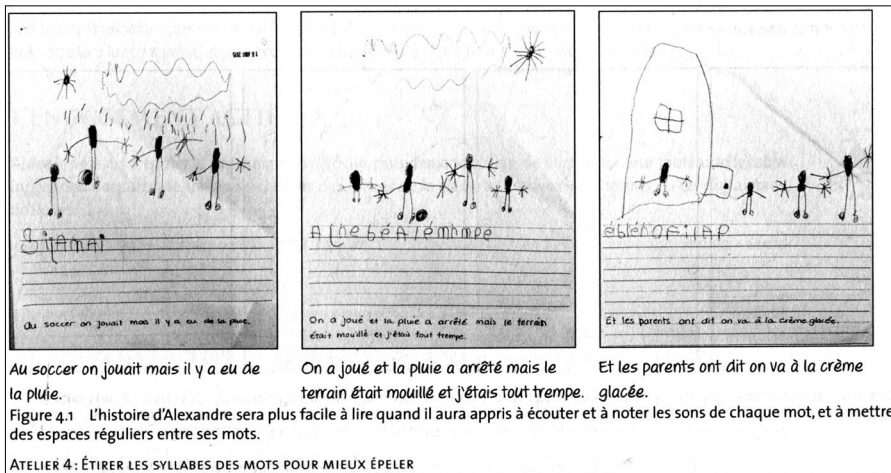 au soccer on jouait mas il y a eu de la pluie.
On a joué et la pluie a arrêté mais le terrain
était mouillé et j'étais tout trempe.
Et les parents ont dit on va à la crème glacée.
Au soccer on jouait mais il y a eu de
la pluie.
On a joué et la pluie a arrêté mais le
terrain était mouillé et j'étais tout trempe.
Et les parents ont dit on va à la crème
glacée.
Figure 4.1 L'histoire d'Alexandre sera plus facile à lire quand il aura appris à écouter et à noter les sons de chaque mot, et à mettre
des espaces réguliers entre ses mots.
ATELIER 4 : ÉTIRER LES SYLLABES DES MOTS POUR MIEUX ÉPELER